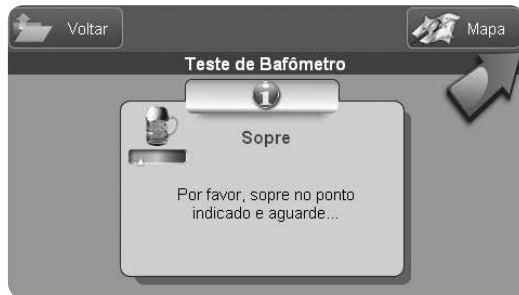 Voltar
Mapa
Teste de Bafômetro
Sopre
Por favor, sopre no ponto
indicado e aguarde...